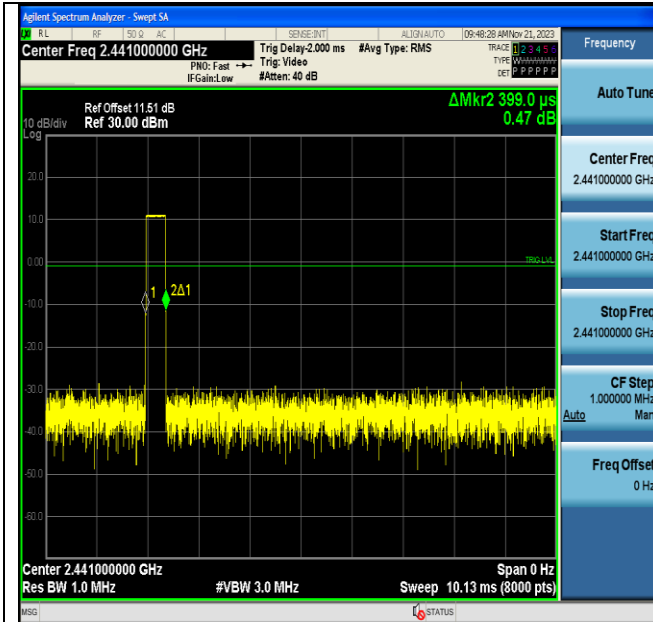 Agilent Spectrum Analyzer - Swept SA
RL RF 50 Ω AC SENSE:INT ALIGNAUTO 09:48:28 AMNov 21, 2023
Center Freq 2.441000000 GHz
PNO: Fast
IFGain:Low
Trig Delay-2.000 ms
Trig: Video
#Atten: 40 dB
#Avg Type: RMS
TRACE 1 2 3 4 5 6
TYPE
DET P P P P P P
Frequency
Auto Tune
Center Freq
2.441000000 GHz
Start Freq
2.441000000 GHz
Stop Freq
2.441000000 GHz
CF Step
1.000000 MHz
Auto Man
Freq Offset
0 Hz
ΔMkr2 399.0 µs
0.47 dB
Ref Offset 11.51 dB
10 dB/div Ref 30.00 dBm
Log
20.0
10.0
0.00
TRIG LVL
1 2Δ1
-10.0
-20.0
-30.0
-40.0
-50.0
-60.0
Center 2.441000000 GHz Span 0 Hz
Res BW 1.0 MHz #VBW 3.0 MHz Sweep 10.13 ms (8000 pts)
MSG STATUS